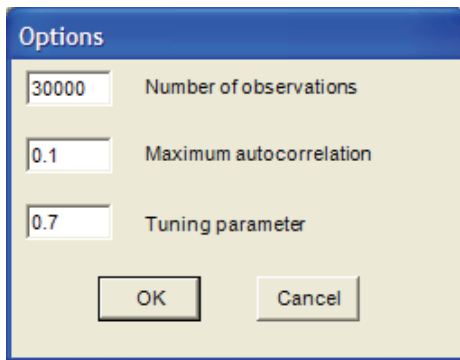 Options
30000 Number of observations
0.1 Maximum autocorrelation
0.7 Tuning parameter
OK Cancel